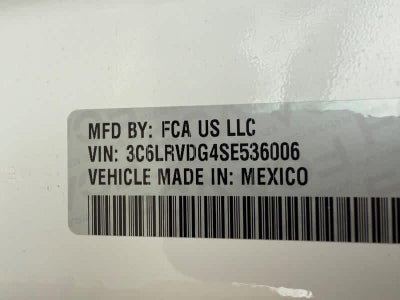 MFD BY: FCA US LLC
VIN: 3C6LRVDG4SE536006
VEHICLE MADE IN: MEXICO